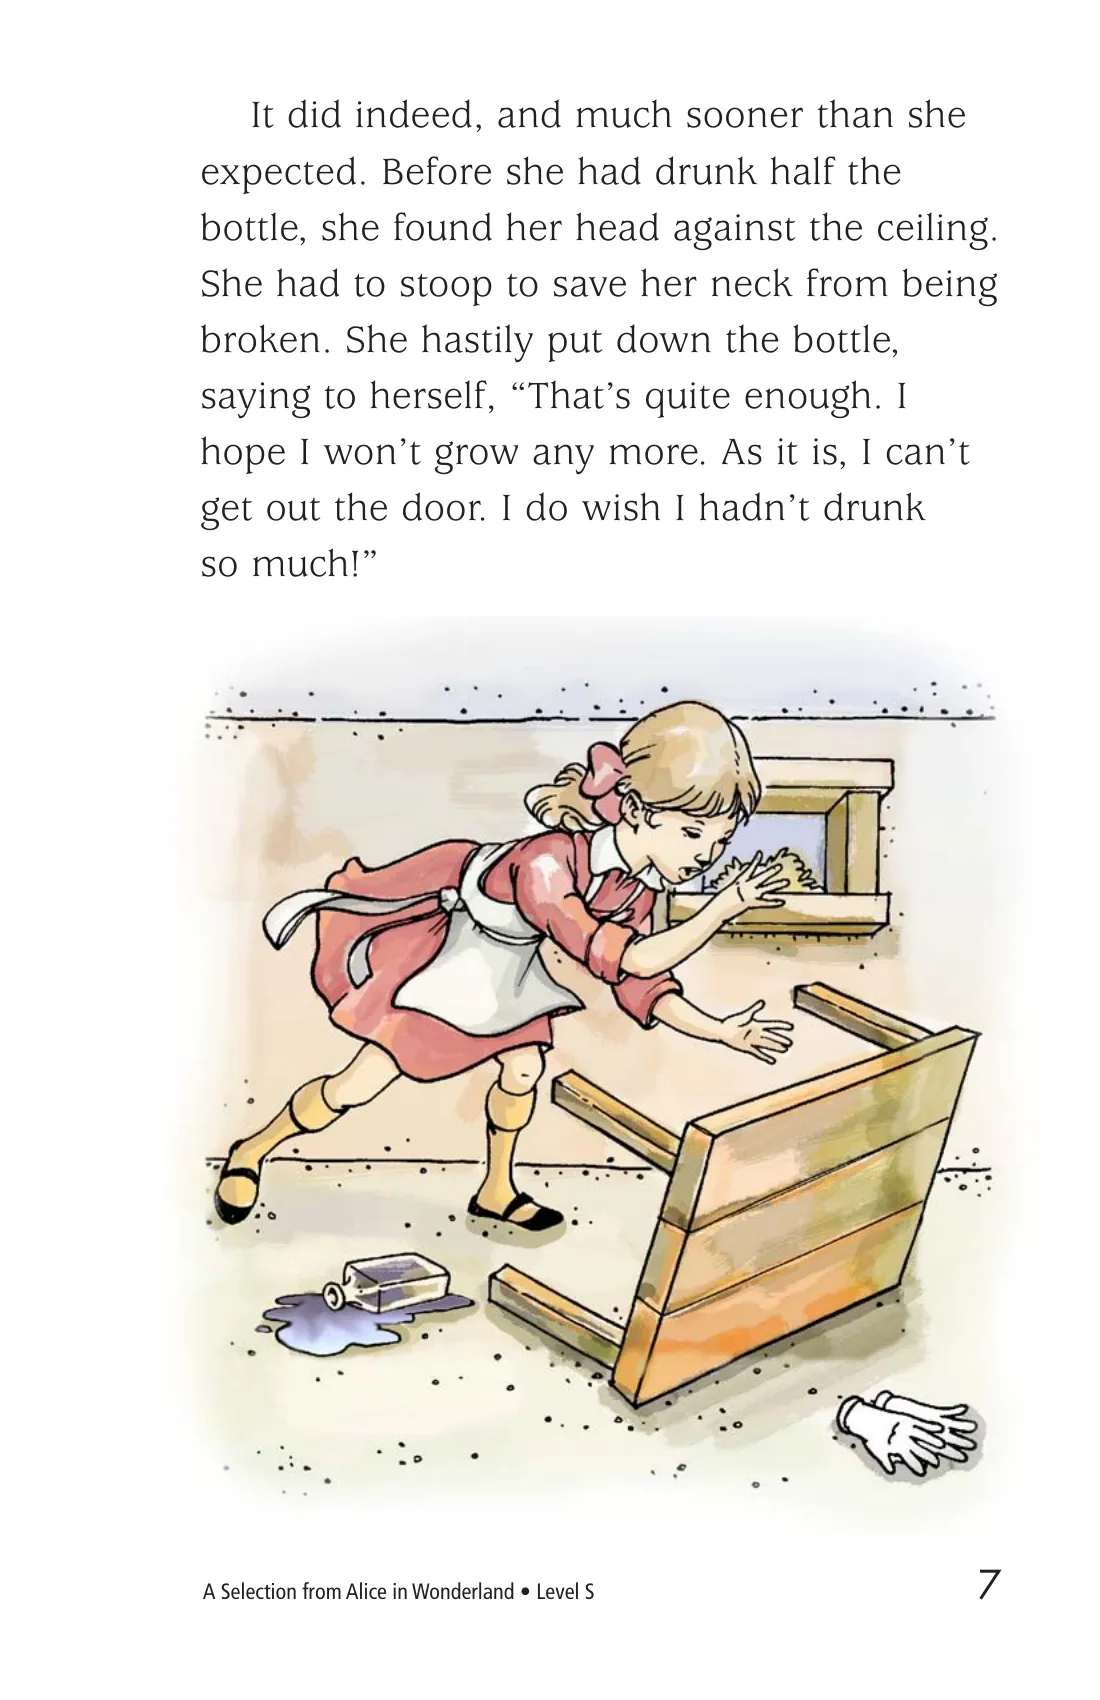 It did indeed, and much sooner than she
expected. Before she had drunk half the
bottle, she found her head against the ceiling.
She had to stoop to save her neck from being
broken. She hastily put down the bottle,
saying to herself, “That’s quite enough. I
hope I won’t grow any more. As it is, I can’t
get out the door. I do wish I hadn’t drunk
so much!”
A Selection from Alice in Wonderland • Level S
7